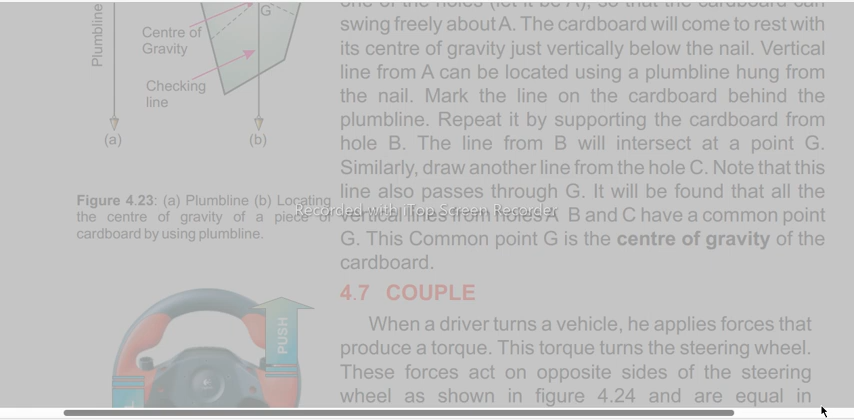 Plumbline
Centre of
Gravity
G
Checking
line
(a)
(b)
Figure 4.23: (a) Plumbline (b) Locating
the centre of gravity of a piece of
cardboard by using plumbline.
PUSH
swing freely about A. The cardboard will come to rest with
its centre of gravity just vertically below the nail. Vertical
line from A can be located using a plumbline hung from
the nail. Mark the line on the cardboard behind the
plumbline. Repeat it by supporting the cardboard from
hole B. The line from B will intersect at a point G.
Similarly, draw another line from the hole C. Note that this
line also passes through G. It will be found that all the
vertical lines from holes A B and C have a common point
G. This Common point G is the centre of gravity of the
cardboard.
Recorded with iTop Screen Recorder
4.7 COUPLE
When a driver turns a vehicle, he applies forces that
produce a torque. This torque turns the steering wheel.
These forces act on opposite sides of the steering
wheel as shown in figure 4.24 and are equal in